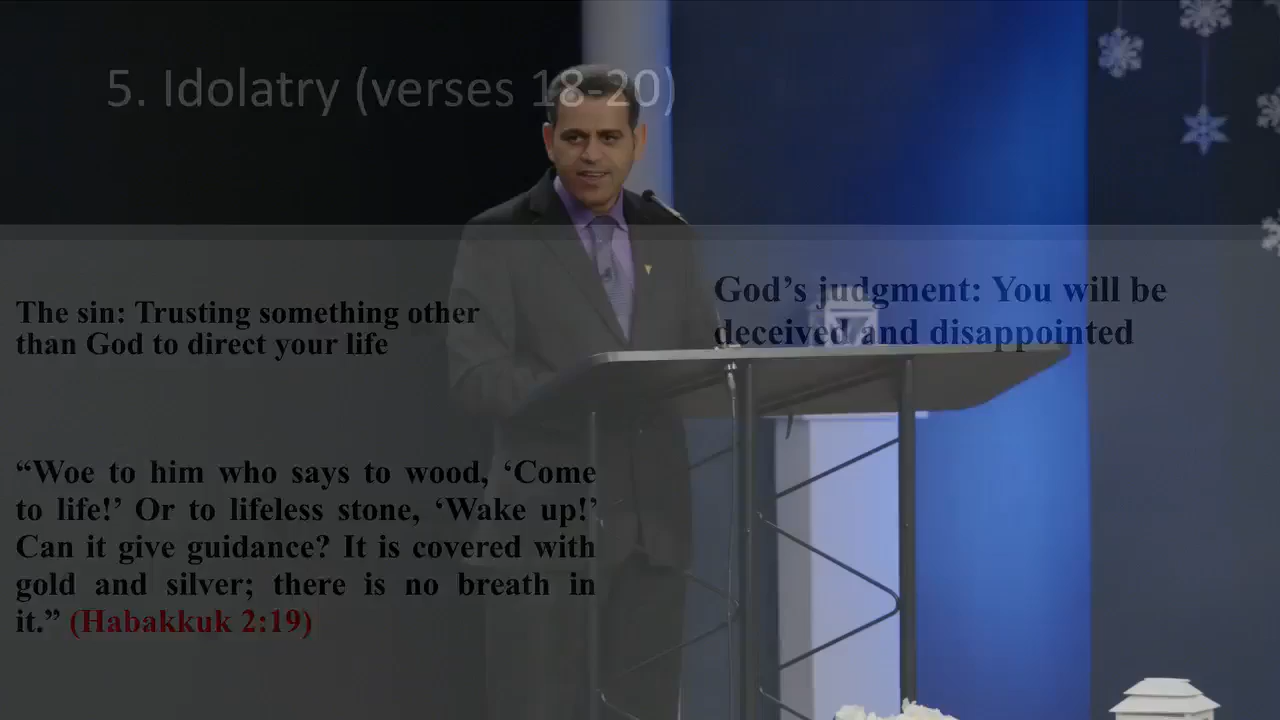 5. Idolatry (verses 18-20)
The sin: Trusting something other
than God to direct your life
God’s judgment: You will be
deceived and disappointed
“Woe to him who says to wood, ‘Come
to life!’ Or to lifeless stone, ‘Wake up!’
Can it give guidance? It is covered with
gold and silver; there is no breath in
it.” (Habakkuk 2:19)